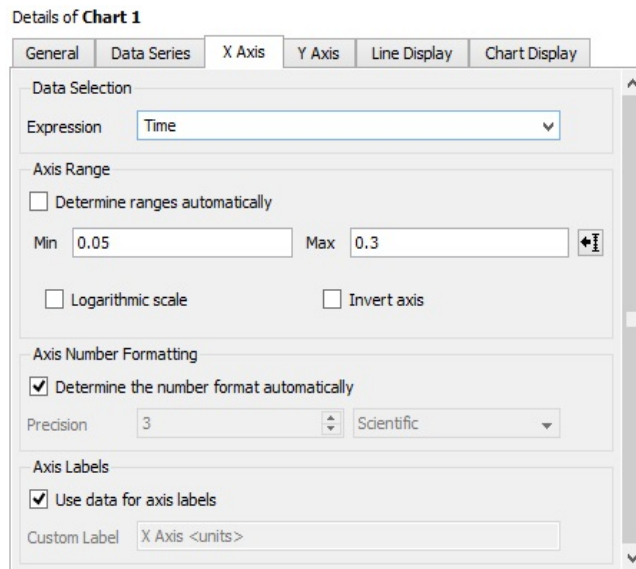 Details of Chart 1
General Data Series X Axis Y Axis Line Display Chart Display
Data Selection
Expression Time
Axis Range
Determine ranges automatically
Min 0.05 Max 0.3
Logarithmic scale Invert axis
Axis Number Formatting
Determine the number format automatically
Precision 3 Scientific
Axis Labels
Use data for axis labels
Custom Label X Axis <units>